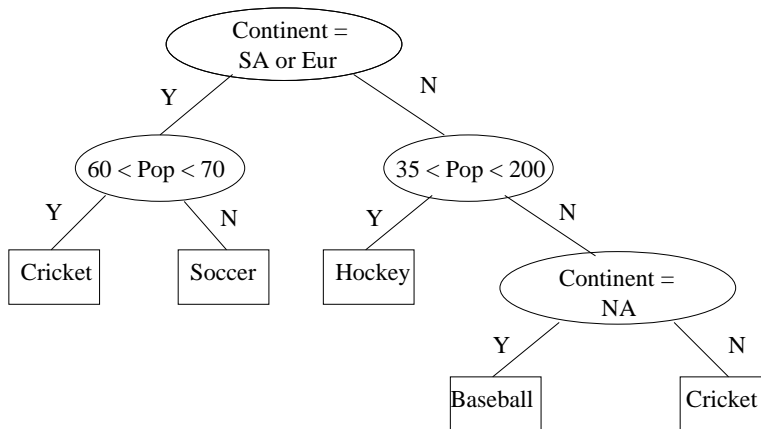 Continent =
SA or Eur
Y
N
60 < Pop < 70
35 < Pop < 200
Y
N
Y
N
Cricket
Soccer
Hockey
Continent =
NA
Y
N
Baseball
Cricket